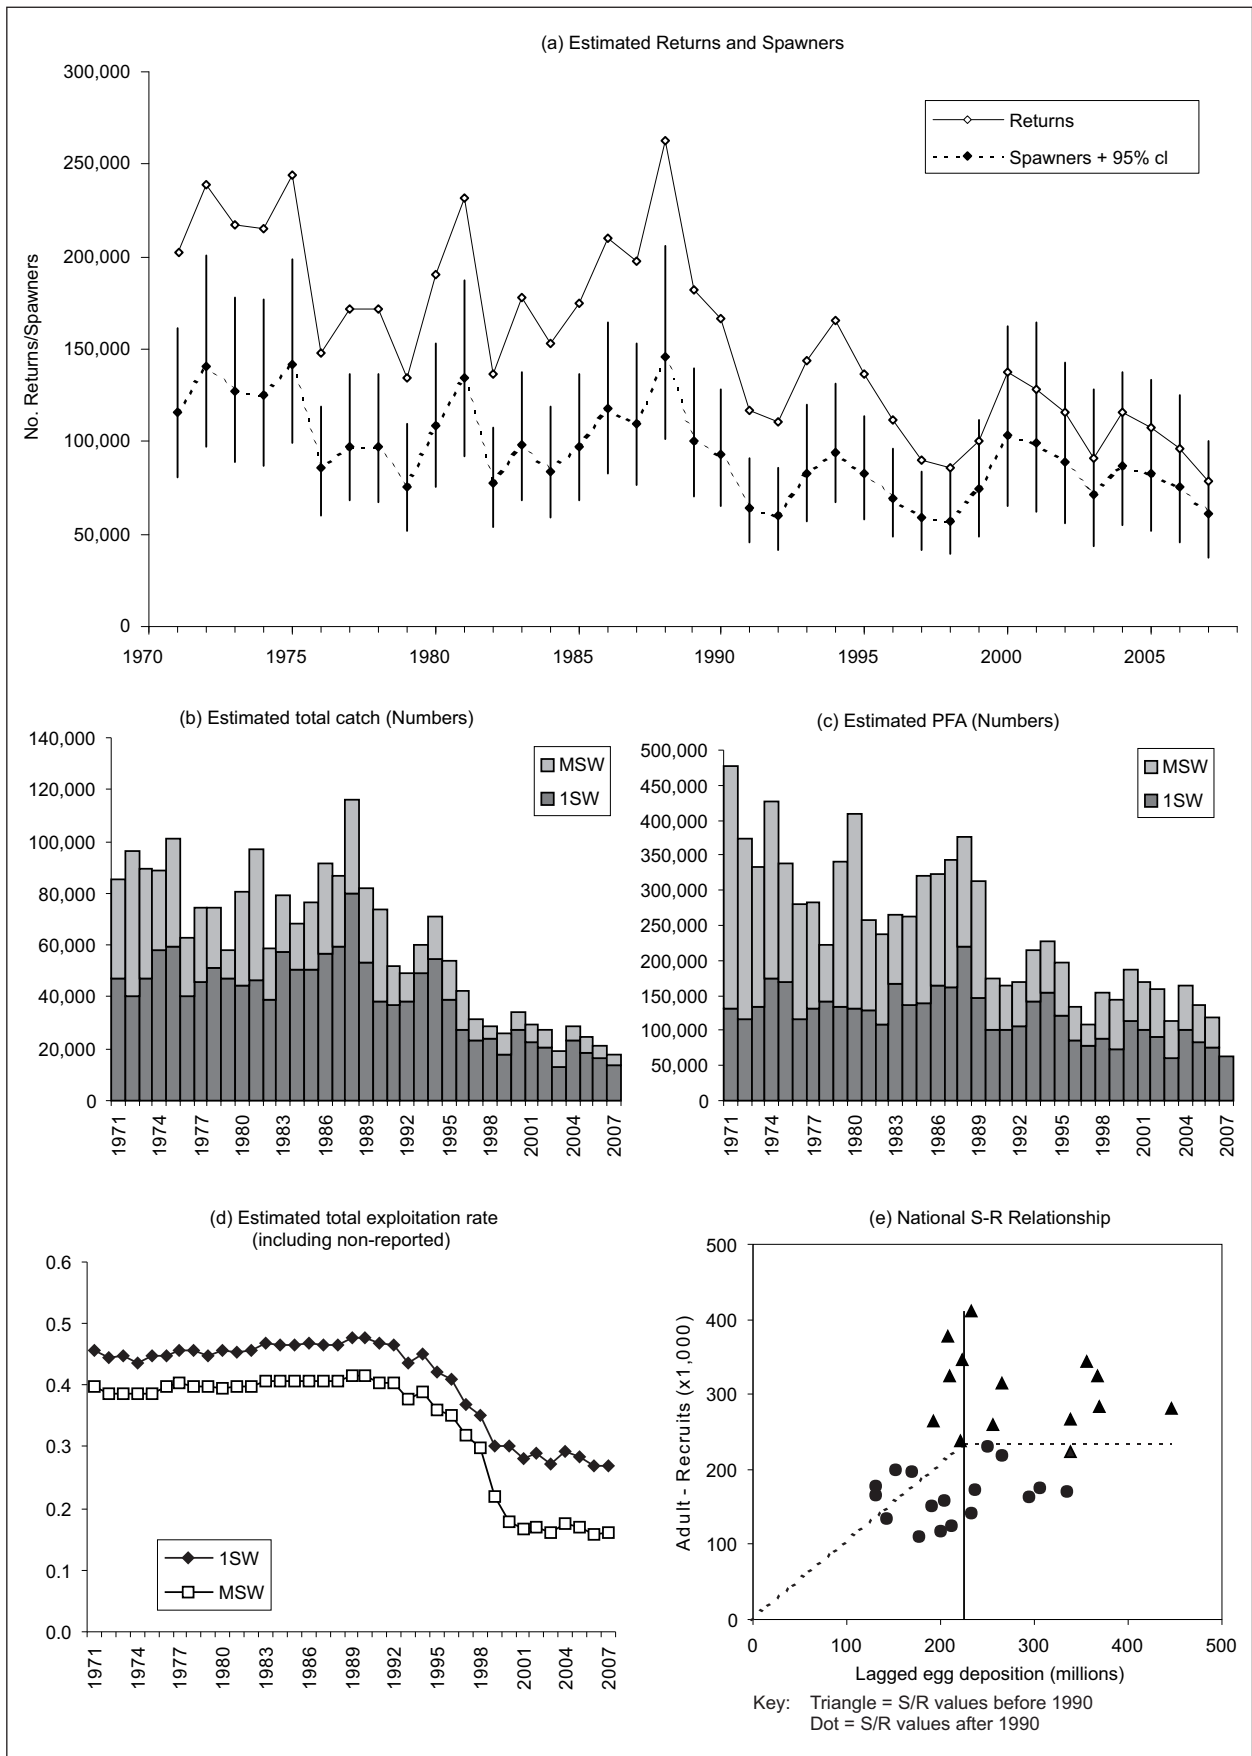 (a) Estimated Returns and Spawners
300,000
250,000
200,000
150,000
100,000
50,000
0
No. Returns/Spawners
Returns
Spawners + 95% cl
1970 1975 1980 1985 1990 1995 2000 2005
(b) Estimated total catch (Numbers)
140,000
120,000
100,000
80,000
60,000
40,000
20,000
0
MSW
1SW
1971 1974 1977 1980 1983 1986 1989 1992 1995 1998 2001 2004 2007
(c) Estimated PFA (Numbers)
500,000
450,000
400,000
350,000
300,000
250,000
200,000
150,000
100,000
50,000
0
MSW
1SW
1971 1974 1977 1980 1983 1986 1989 1992 1995 1998 2001 2004 2007
(d) Estimated total exploitation rate
(including non-reported)
0.6
0.5
0.4
0.3
0.2
0.1
0.0
1SW
MSW
1971 1974 1977 1980 1983 1986 1989 1992 1995 1998 2001 2004 2007
(e) National S-R Relationship
500
400
300
200
100
0
Adult - Recruits (x1,000)
0 100 200 300 400 500
Lagged egg deposition (millions)
Key: Triangle = S/R values before 1990
Dot = S/R values after 1990